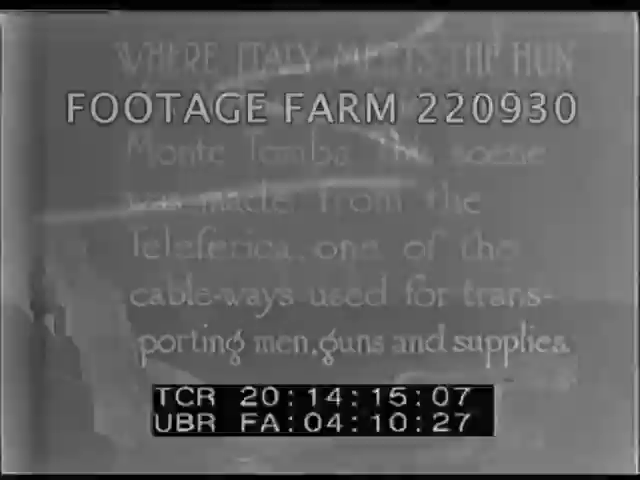 WHERE ITALY MEETS THE HUN
FOOTAGE FARM 220930
Monte Tomba this scene
was made from the
Teleferica, one of the
cable-ways used for trans-
porting men, guns and supplies.
TCR 20:14:15:07
UBR FA:04:10:27